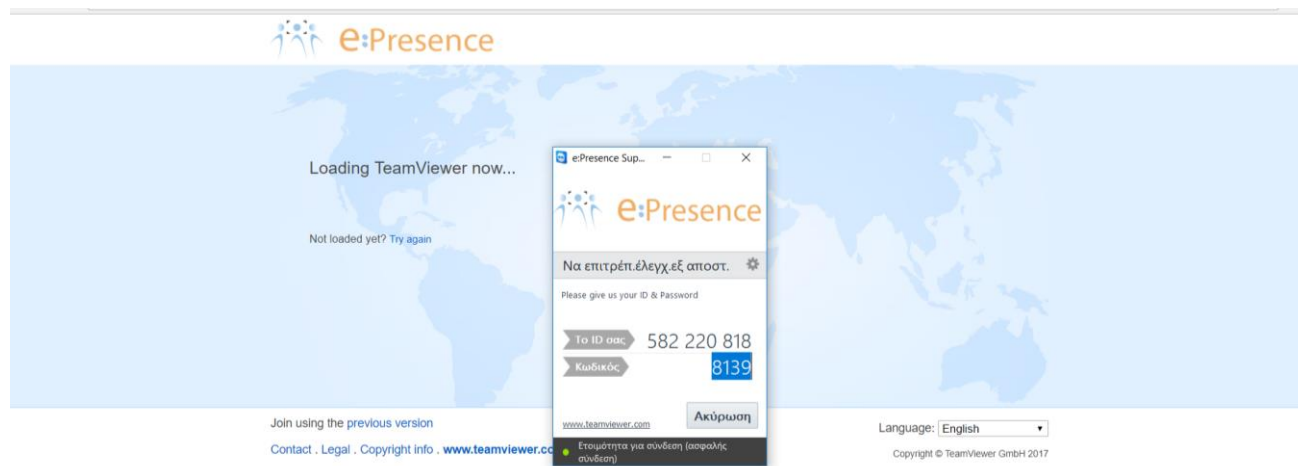 e:Presence
Loading TeamViewer now...
Not loaded yet? Try again
e:Presence Sup...
e:Presence
Να επιτρέπ.έλεγχ.εξ αποστ.
Please give us your ID & Password
Το ID σας 582 220 818
Κωδικός 8139
Ακύρωση
www.teamviewer.com
Ετοιμότητα για σύνδεση (ασφαλής
σύνδεση)
Join using the previous version
Contact . Legal . Copyright info . www.teamviewer.co
Language: English
Copyright © TeamViewer GmbH 2017